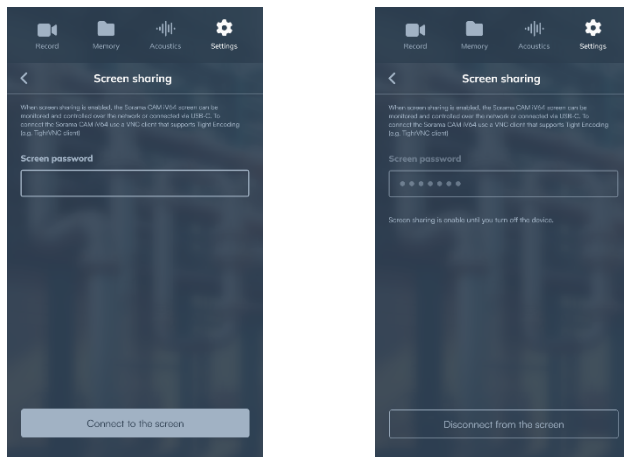 Record Memory Acoustics Settings
Screen sharing
When screen sharing is enabled, the Sorama CAM iV64 screen can be
monitored and controlled over the network or connected via USB-C. To
connect the Sorama CAM iV64 use a VNC client that supports Tight Encoding
(e.g. TightVNC client)
Screen password
Connect to the screen
Record Memory Acoustics Settings
Screen sharing
When screen sharing is enabled, the Sorama CAM iV64 screen can be
monitored and controlled over the network or connected via USB-C. To
connect the Sorama CAM iV64 use a VNC client that supports Tight Encoding
(e.g. TightVNC client)
Screen password
Screen sharing is enable until you turn off the device.
Disconnect from the screen